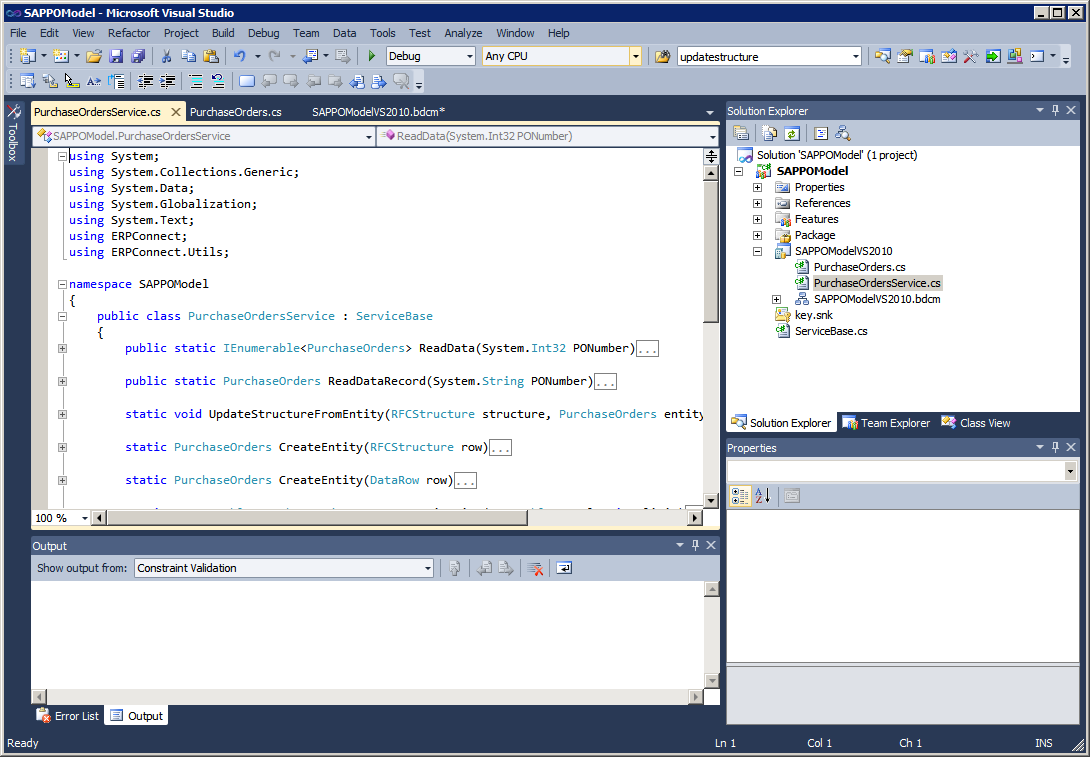 SAPPOModel - Microsoft Visual Studio
File Edit View Refactor Project Build Debug Team Data Tools Test Analyze Window Help
Debug Any CPU updatestructure
Toolbox
PurchaseOrdersService.cs PurchaseOrders.cs SAPPOModelVS2010.bdcm*
SAPPOModel.PurchaseOrdersService ReadData(System.Int32 PONumber)
using System;
using System.Collections.Generic;
using System.Data;
using System.Globalization;
using System.Text;
using ERPConnect;
using ERPConnect.Utils;
namespace SAPPOModel
{
public class PurchaseOrdersService : ServiceBase
{
public static IEnumerable<PurchaseOrders> ReadData(System.Int32 PONumber)...
public static PurchaseOrders ReadDataRecord(System.String PONumber)...
static void UpdateStructureFromEntity(RFCStructure structure, PurchaseOrders entity
static PurchaseOrders CreateEntity(RFCStructure row)...
static PurchaseOrders CreateEntity(DataRow row)...
100 %
Output
Show output from: Constraint Validation
Error List Output
Solution Explorer
Solution 'SAPPOModel' (1 project)
SAPPOModel
Properties
References
Features
Package
SAPPOModelVS2010
PurchaseOrders.cs
PurchaseOrdersService.cs
SAPPOModelVS2010.bdcm
key.snk
ServiceBase.cs
Solution Explorer Team Explorer Class View
Properties
Ready Ln 1 Col 1 Ch 1 INS